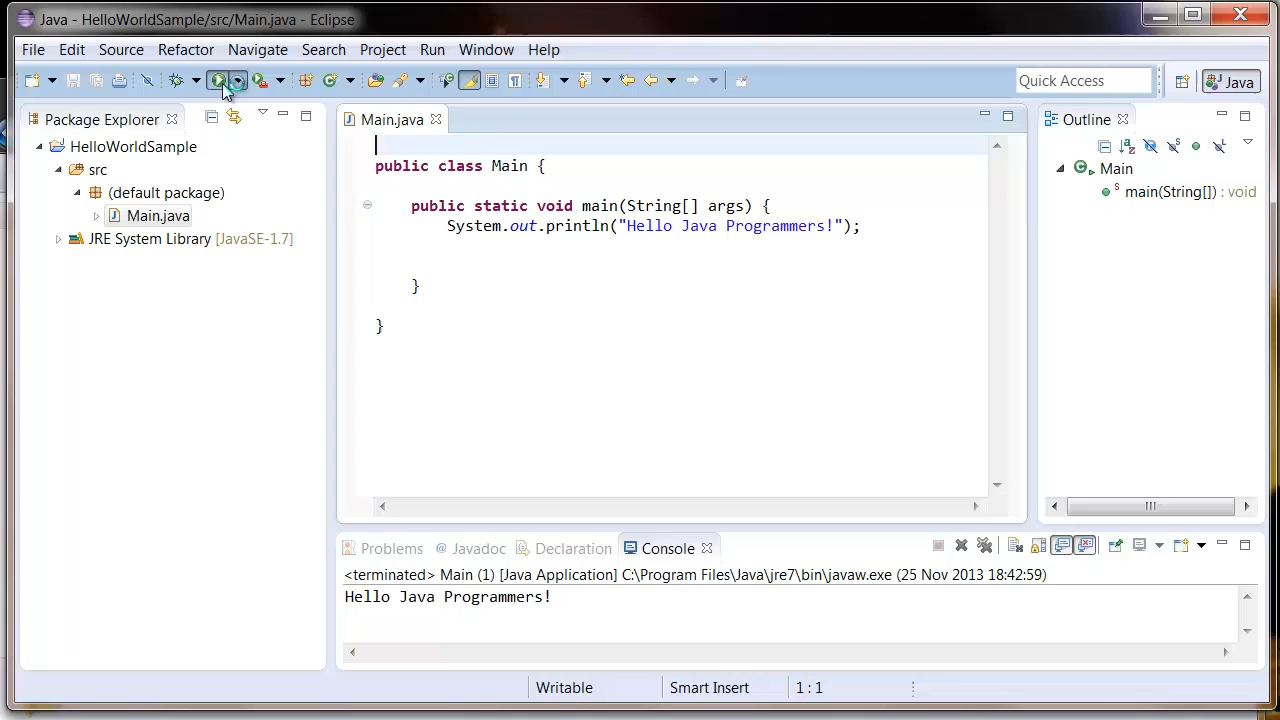 Java - HelloWorldSample/src/Main.java - Eclipse
File Edit Source Refactor Navigate Search Project Run Window Help
Quick Access
Java
Package Explorer
HelloWorldSample
src
(default package)
Main.java
JRE System Library [JavaSE-1.7]
Main.java
public class Main {
public static void main(String[] args) {
System.out.println("Hello Java Programmers!");
}
}
Outline
Main
main(String[]) : void
Problems @ Javadoc Declaration Console
<terminated> Main (1) [Java Application] C:\Program Files\Java\jre7\bin\javaw.exe (25 Nov 2013 18:42:59)
Hello Java Programmers!
Writable Smart Insert 1 : 1